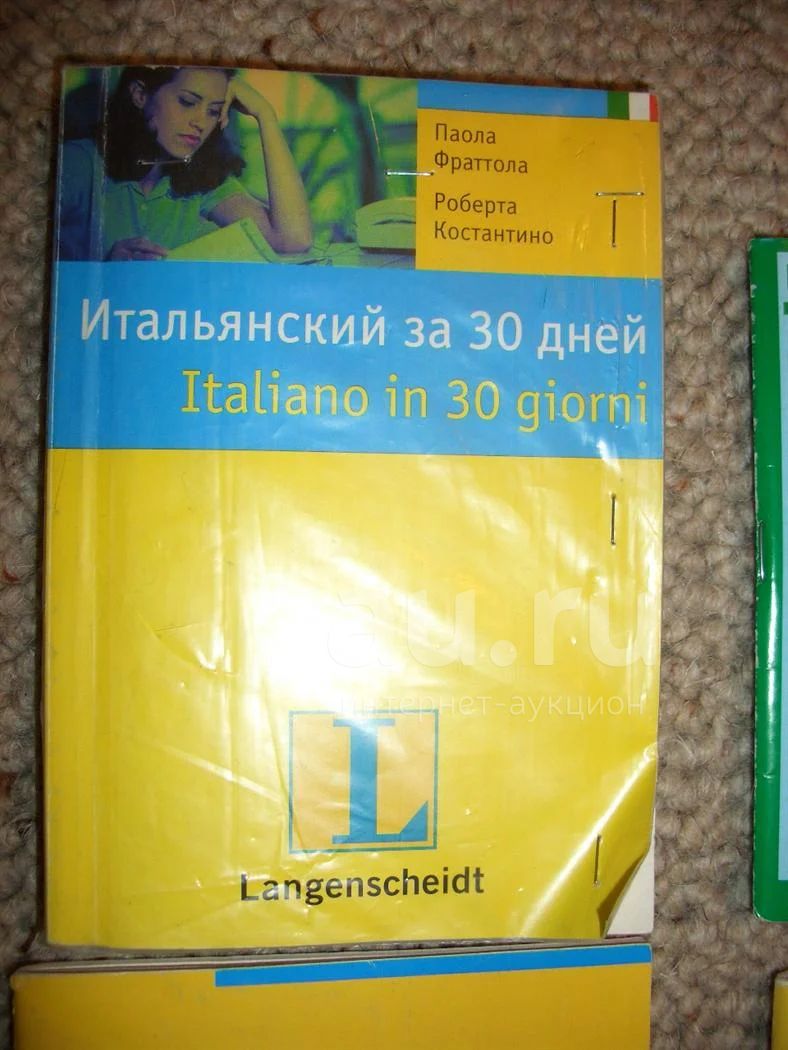 Паола
Фраттола
Роберта
Костантино
Итальянский за 30 дней
Italiano in 30 giorni
au.ru
интернет-аукцион
L
Langenscheidt